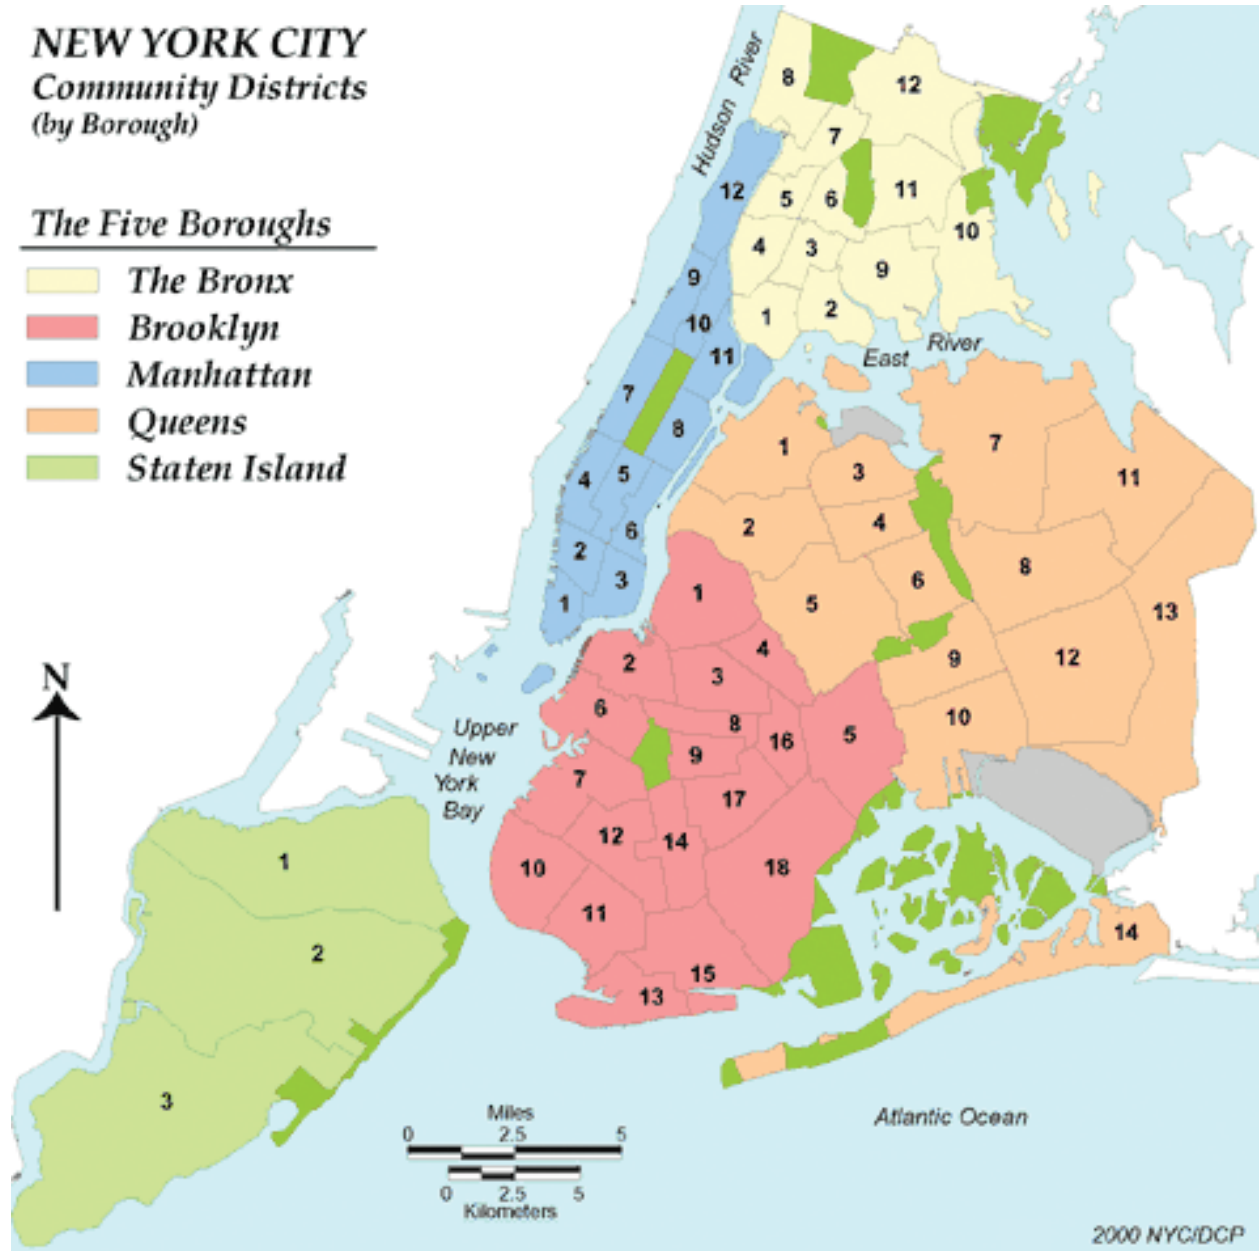 NEW YORK CITY
Community Districts
(by Borough)
The Five Boroughs
The Bronx
Brooklyn
Manhattan
Queens
Staten Island
Hudson River
8
12
7
12
5
6
11
10
4
3
9
9
1
2
10
11
East River
7
8
1
7
3
11
4
5
2
4
6
8
2
6
3
1
5
13
1
9
12
2
4
3
10
6
8
16
5
Upper
New
York
Bay
9
7
17
12
14
10
18
11
15
13
14
1
2
3
N
Miles
0 2.5 5
0 2.5 5
Kilometers
Atlantic Ocean
2000 NYC/DCP